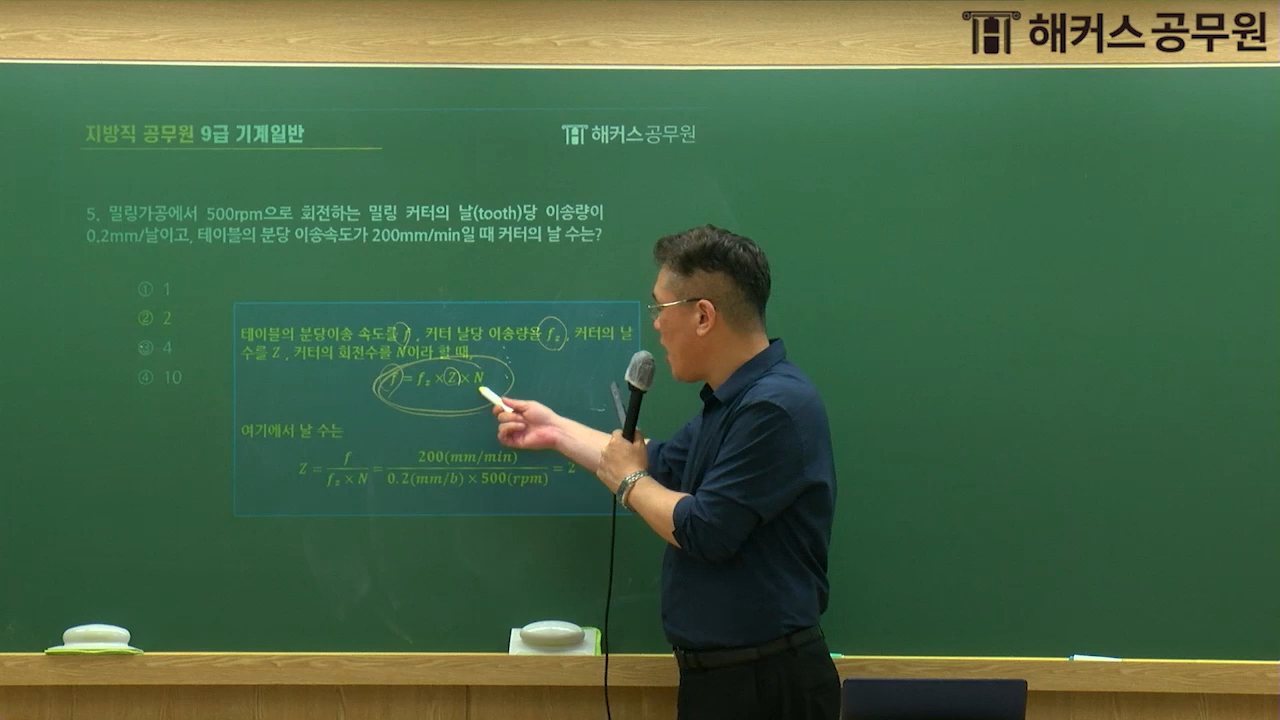 해커스공무원
지방직 공무원 9급 기계일반
해커스공무원
5. 밀링가공에서 500rpm으로 회전하는 밀링 커터의 날(tooth)당 이송량이
0.2mm/날이고, 테이블의 분당 이송속도가 200mm/min일 때 커터의 날 수는?
① 1
② 2
③ 4
④ 10
테이블의 분당이송 속도를 f, 커터 날당 이송량을 f_z, 커터의 날
수를 Z, 커터의 회전수를 N이라 할 때,
f = f_z × Z × N
여기에서 날 수는
Z = f / (f_z × N) = 200(mm/min) / (0.2(mm/b) × 500(rpm)) = 2